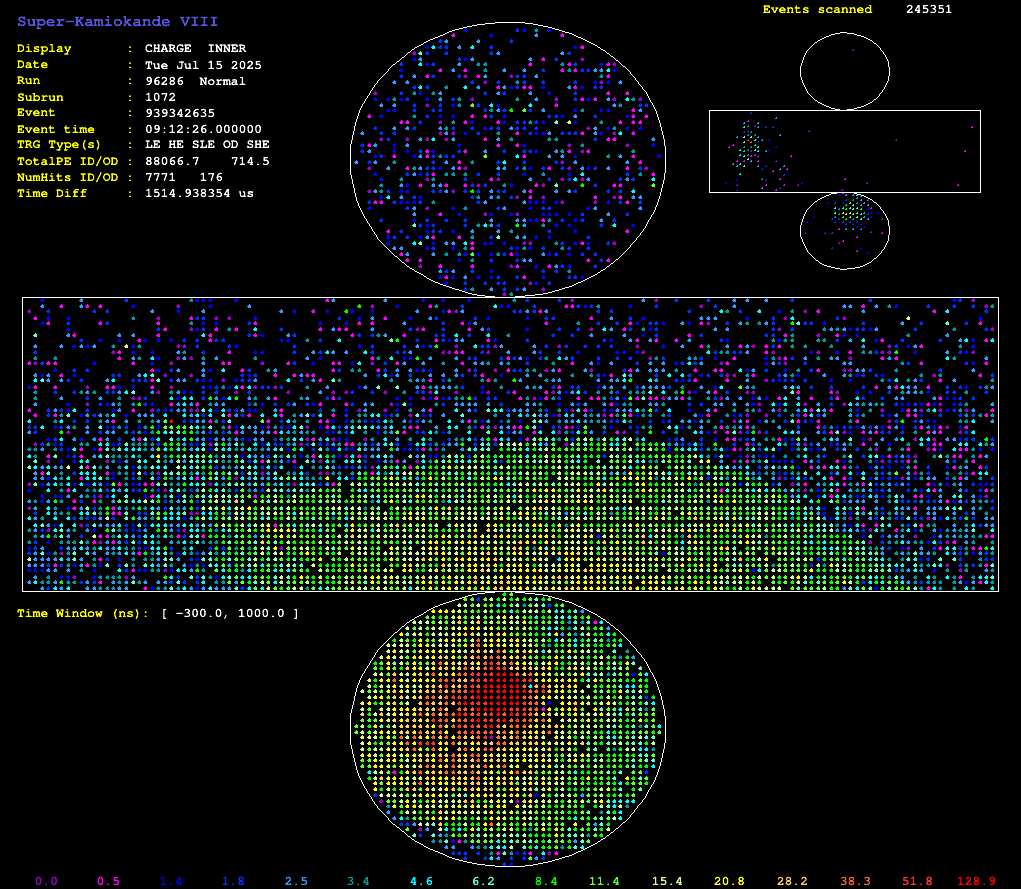 Super-Kamiokande VIII
Events scanned 245351
Display : CHARGE INNER
Date : Tue Jul 15 2025
Run : 96286 Normal
Subrun : 1072
Event : 939342635
Event time : 09:12:26.000000
TRG Type(s) : LE HE SLE OD SHE
TotalPE ID/OD : 88066.7 714.5
NumHits ID/OD : 7771 176
Time Diff : 1514.938354 us
Time Window (ns): [ -300.0, 1000.0 ]
0.0 0.5 1.4 1.8 2.5 3.4 4.6 6.2 8.4 11.4 15.4 20.8 28.2 38.3 51.8 128.9